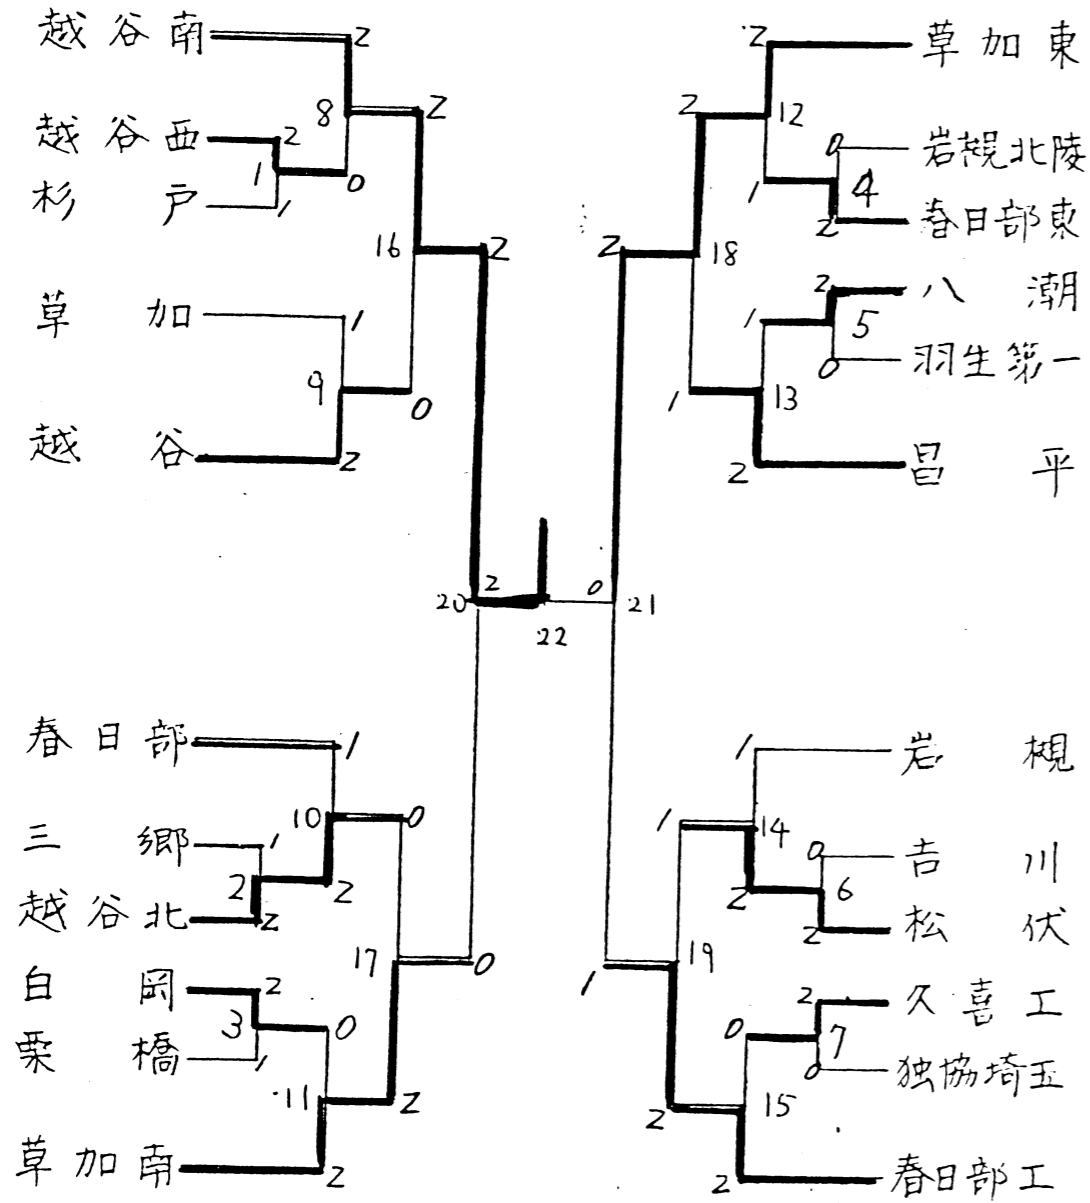 越谷南 2
8 2
越谷西 2
1 0
杉戸 1
16 2
草加 1
9 0
越谷 2
20 2
22
春日部 1
10 0
三郷 1
2 2
越谷北 2
17 0
白岡 2
3 0
栗橋 1
11 2
草加南 2
2 草加東
2 12
0 岩槻北陵
1 4
2 春日部東
2 18
2 八潮
1 5
0 羽生第一
1 13
2 昌平
0 21
1 岩槻
1 14
0 吉川
2 6
2 松伏
1 19
2 久喜工
0 7
0 独協埼玉
2 15
2 春日部工